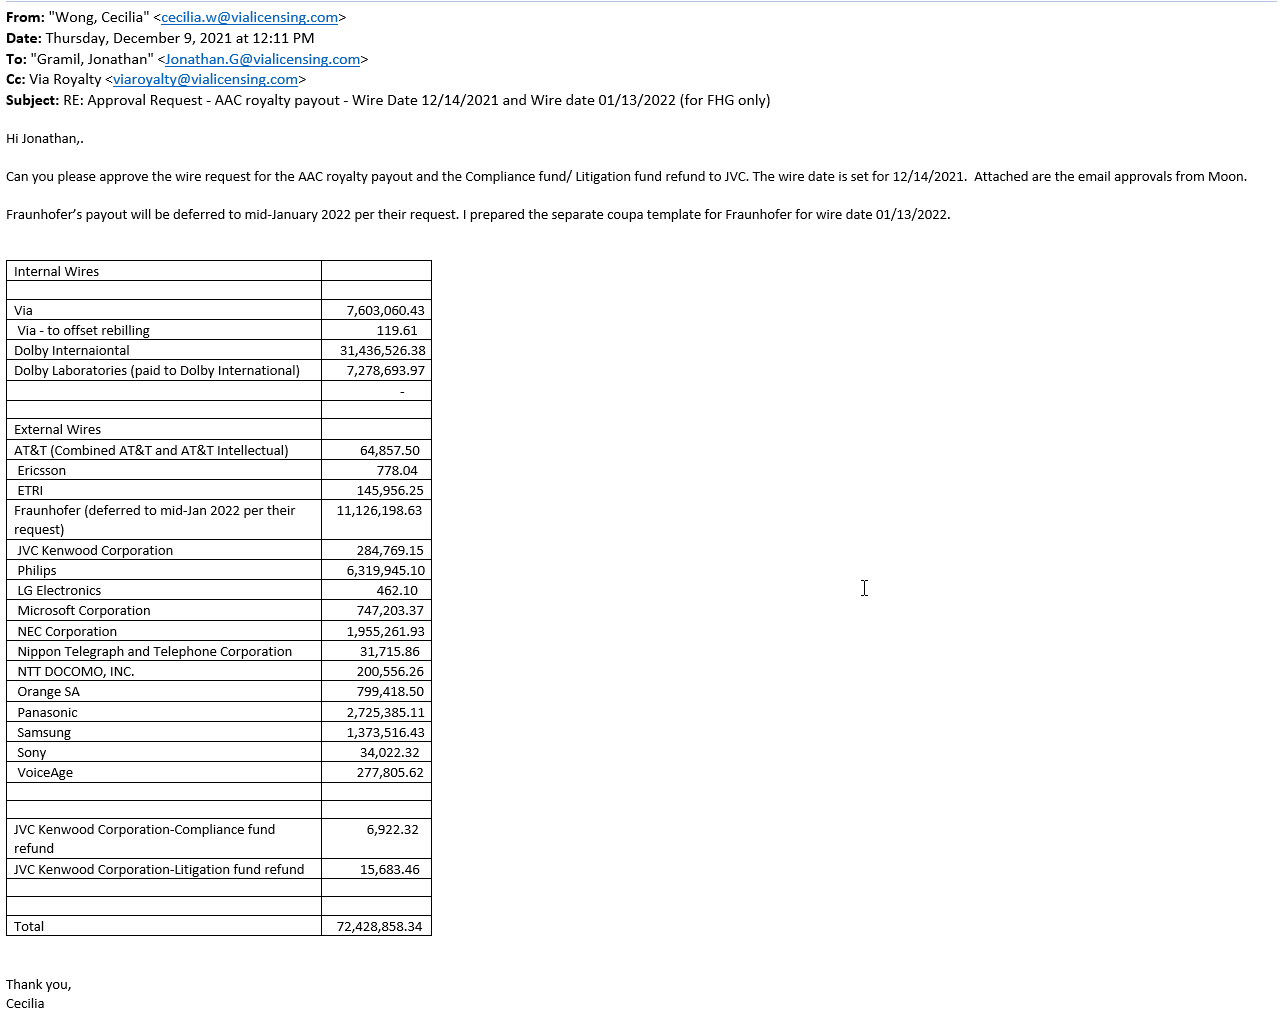 From: "Wong, Cecilia" <cecilia.w@vialicensing.com>
Date: Thursday, December 9, 2021 at 12:11 PM
To: "Gramil, Jonathan" <Jonathan.G@vialicensing.com>
Cc: Via Royalty <viaroyalty@vialicensing.com>
Subject: RE: Approval Request - AAC royalty payout - Wire Date 12/14/2021 and Wire date 01/13/2022 (for FHG only)
Hi Jonathan,.
Can you please approve the wire request for the AAC royalty payout and the Compliance fund/ Litigation fund refund to JVC. The wire date is set for 12/14/2021.  Attached are the email approvals from Moon.
Fraunhofer's payout will be deferred to mid-January 2022 per their request. I prepared the separate coupa template for Fraunhofer for wire date 01/13/2022.
Internal Wires
Via 7,603,060.43
Via - to offset rebilling 119.61
Dolby Internaiontal 31,436,526.38
Dolby Laboratories (paid to Dolby International) 7,278,693.97
-
External Wires
AT&T (Combined AT&T and AT&T Intellectual) 64,857.50
Ericsson 778.04
ETRI 145,956.25
Fraunhofer (deferred to mid-Jan 2022 per their 11,126,198.63
request)
JVC Kenwood Corporation 284,769.15
Philips 6,319,945.10
LG Electronics 462.10
Microsoft Corporation 747,203.37
NEC Corporation 1,955,261.93
Nippon Telegraph and Telephone Corporation 31,715.86
NTT DOCOMO, INC. 200,556.26
Orange SA 799,418.50
Panasonic 2,725,385.11
Samsung 1,373,516.43
Sony 34,022.32
VoiceAge 277,805.62
JVC Kenwood Corporation-Compliance fund 6,922.32
refund
JVC Kenwood Corporation-Litigation fund refund 15,683.46
Total 72,428,858.34
Thank you,
Cecilia